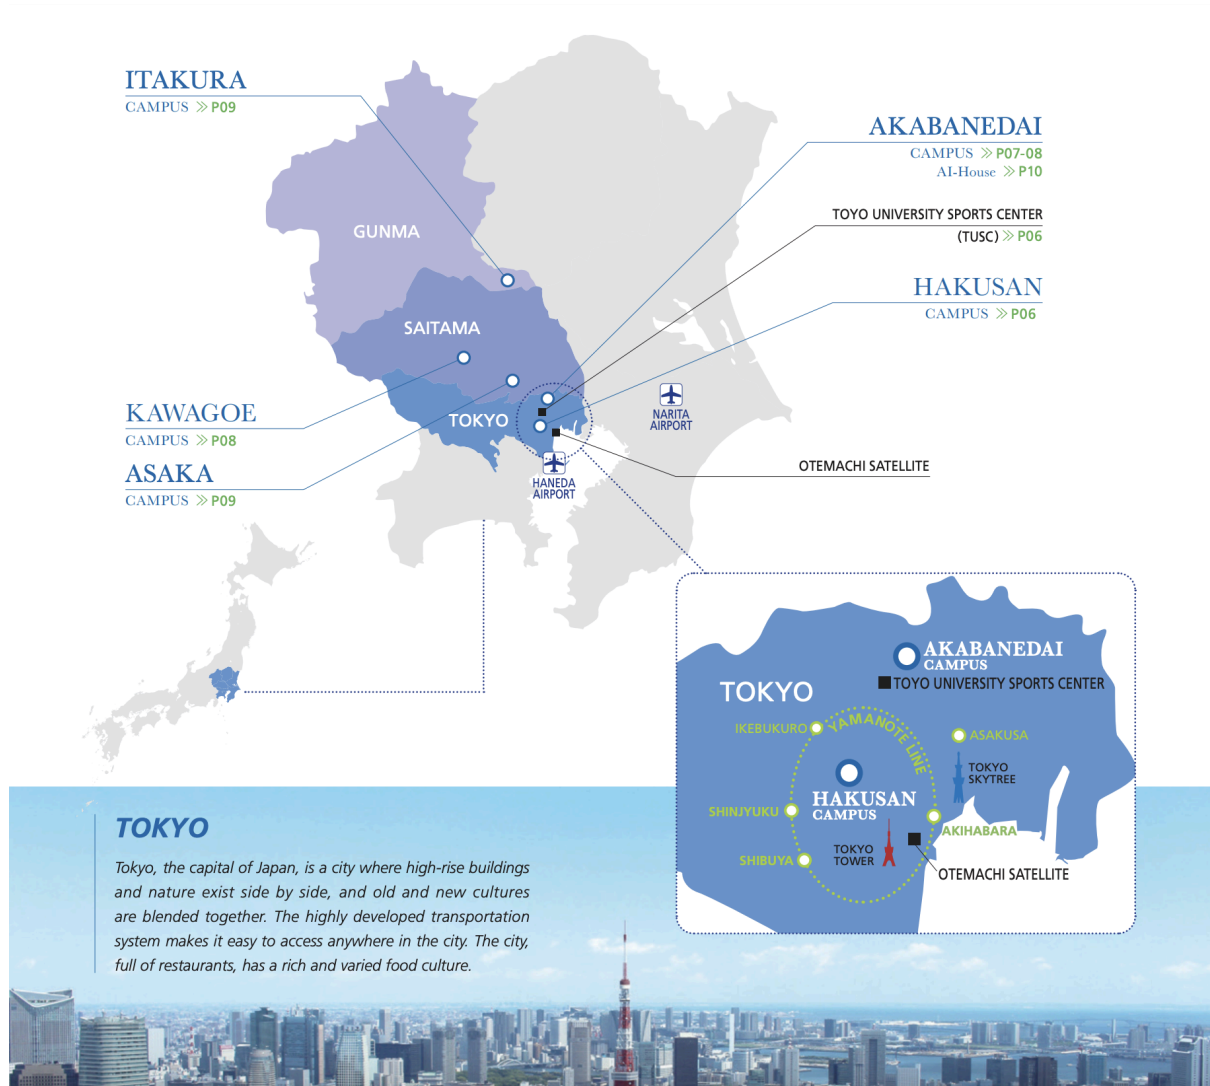 ITAKURA
CAMPUS >> P09
AKABANEDAI
CAMPUS >> P07-08
AI-House >> P10
TOYO UNIVERSITY SPORTS CENTER
(TUSC) >> P06
HAKUSAN
CAMPUS >> P06
GUNMA
SAITAMA
TOKYO
KAWAGOE
CAMPUS >> P08
ASAKA
CAMPUS >> P09
NARITA
AIRPORT
HANEDA
AIRPORT
OTEMACHI SATELLITE
AKABANEDAI
CAMPUS
TOYO UNIVERSITY SPORTS CENTER
TOKYO
IKEBUKURO
YAMANOTE LINE
ASAKUSA
TOKYO
SKYTREE
HAKUSAN
CAMPUS
SHINJYUKU
AKIHABARA
TOKYO
TOWER
SHIBUYA
OTEMACHI SATELLITE
TOKYO
Tokyo, the capital of Japan, is a city where high-rise buildings
and nature exist side by side, and old and new cultures
are blended together. The highly developed transportation
system makes it easy to access anywhere in the city. The city,
full of restaurants, has a rich and varied food culture.